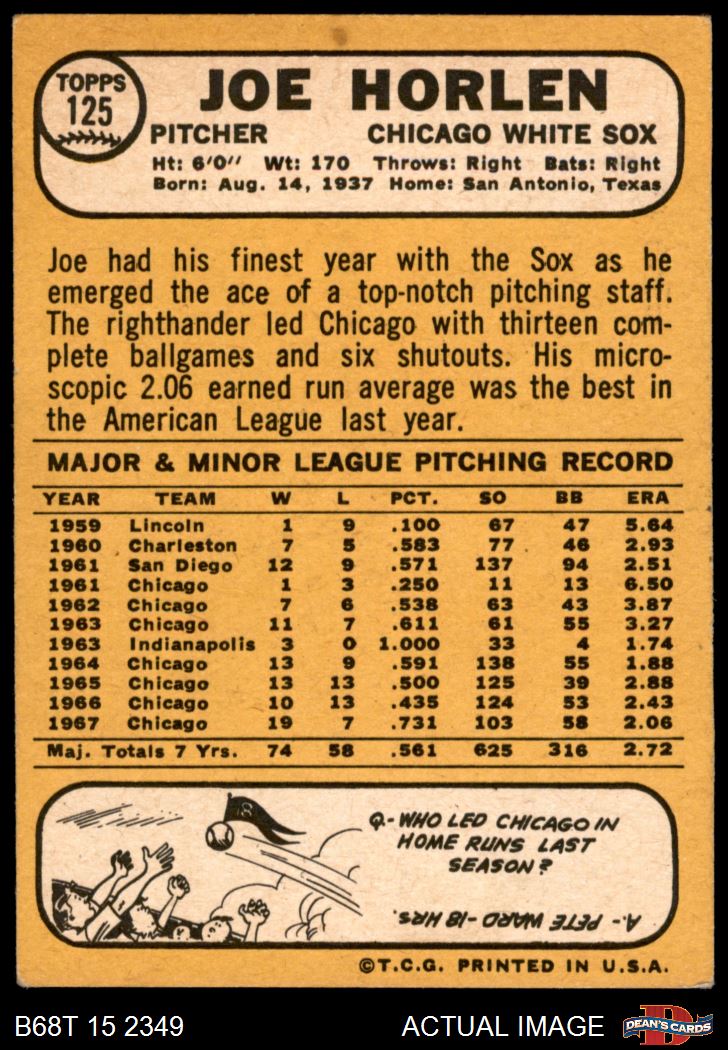 TOPPS
125
JOE HORLEN
PITCHER CHICAGO WHITE SOX
Ht: 6'0" Wt: 170 Throws: Right Bats: Right
Born: Aug. 14, 1937 Home: San Antonio, Texas
Joe had his finest year with the Sox as he
emerged the ace of a top-notch pitching staff.
The righthander led Chicago with thirteen com-
plete ballgames and six shutouts. His micro-
scopic 2.06 earned run average was the best in
the American League last year.
MAJOR & MINOR LEAGUE PITCHING RECORD
YEAR TEAM W L PCT. SO BB ERA
1959 Lincoln 1 9 .100 67 47 5.64
1960 Charleston 7 5 .583 77 46 2.93
1961 San Diego 12 9 .571 137 94 2.51
1961 Chicago 1 3 .250 11 13 6.50
1962 Chicago 7 6 .538 63 43 3.87
1963 Chicago 11 7 .611 61 55 3.27
1963 Indianapolis 3 0 1.000 33 4 1.74
1964 Chicago 13 9 .591 138 55 1.88
1965 Chicago 13 13 .500 125 39 2.88
1966 Chicago 10 13 .435 124 53 2.43
1967 Chicago 19 7 .731 103 58 2.06
Maj. Totals 7 Yrs. 74 58 .561 625 316 2.72
18
Q.- WHO LED CHICAGO IN
HOME RUNS LAST
SEASON?
A.- PETE WARD-18 HRS.
©T.C.G. PRINTED IN U.S.A.
B68T 15 2349 ACTUAL IMAGE
D
DEAN'S CARDS